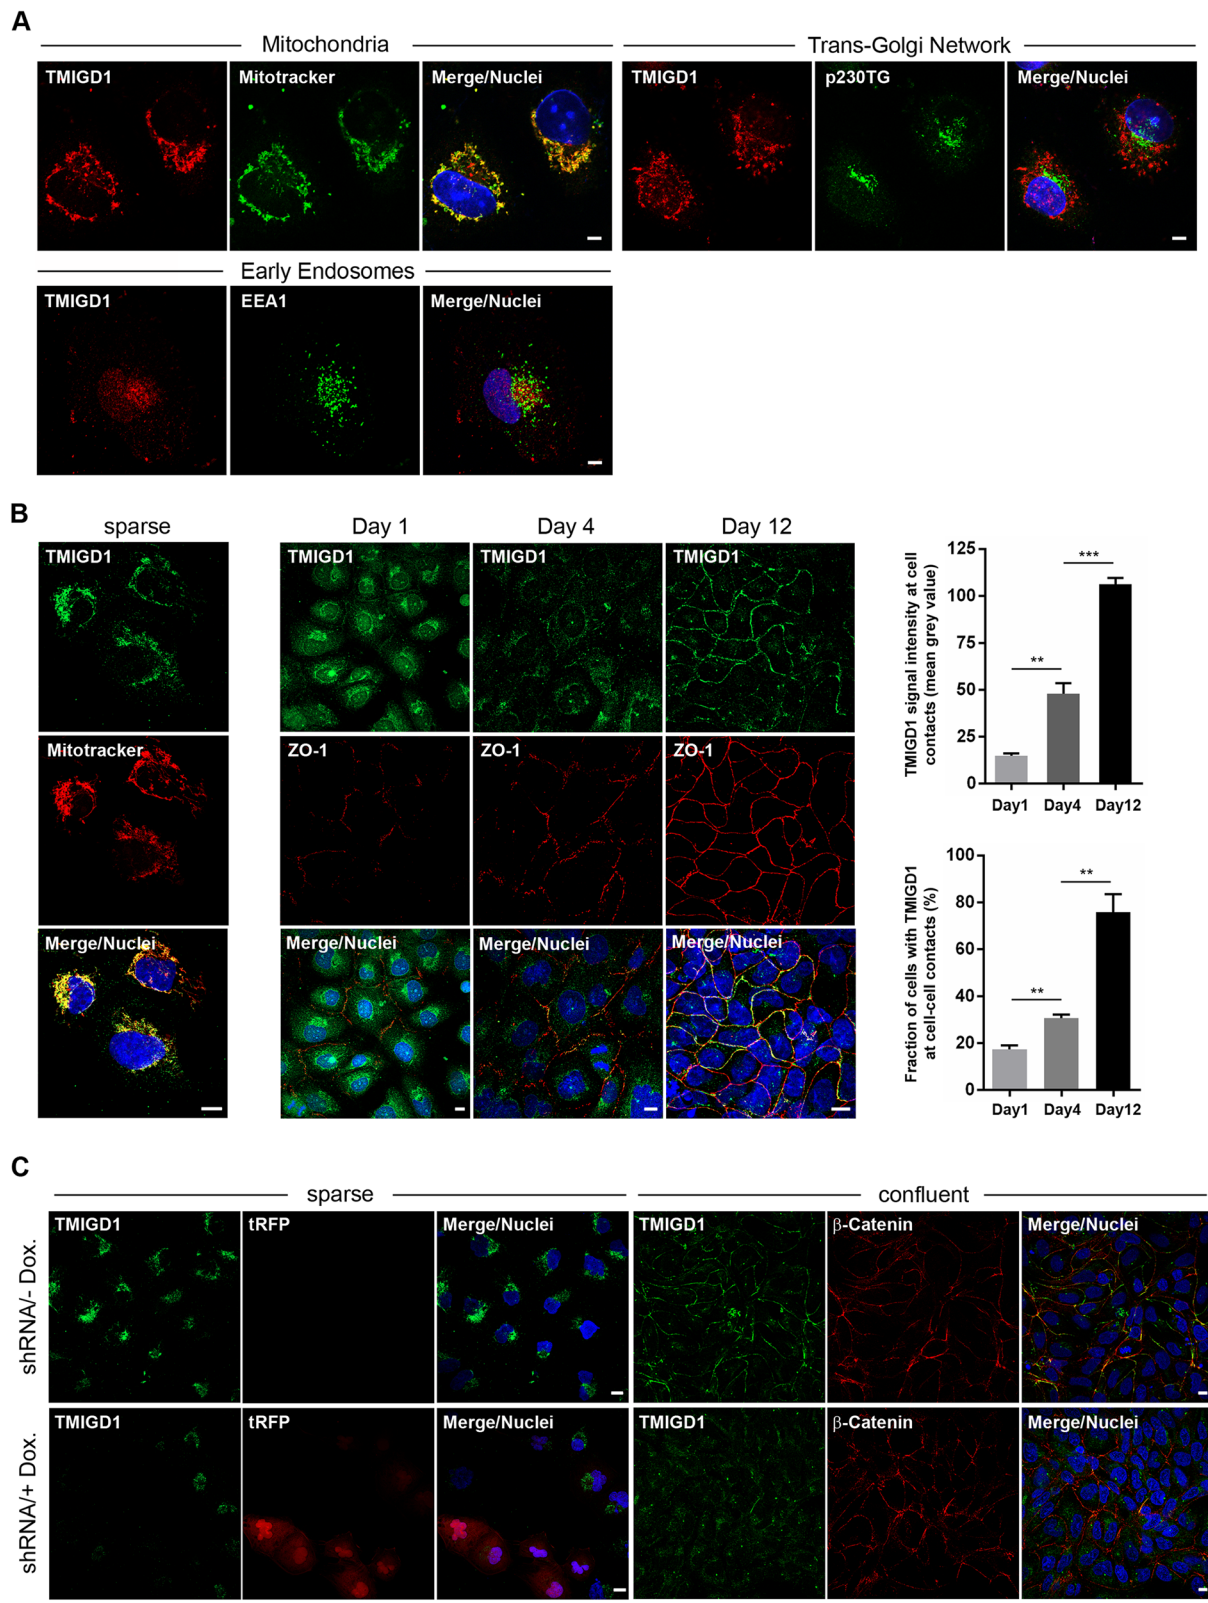 A
Mitochondria
Trans-Golgi Network
TMIGD1
Mitotracker
Merge/Nuclei
TMIGD1
p230TG
Merge/Nuclei
Early Endosomes
TMIGD1
EEA1
Merge/Nuclei
B
sparse
Day 1
Day 4
Day 12
TMIGD1
TMIGD1
TMIGD1
TMIGD1
Mitotracker
ZO-1
ZO-1
ZO-1
Merge/Nuclei
Merge/Nuclei
Merge/Nuclei
Merge/Nuclei
TMIGD1 signal intensity at cell
contacts (mean grey value)
125
100
75
50
25
0
**
***
Day1
Day4
Day12
Fraction of cells with TMIGD1
at cell-cell contacts (%)
100
80
60
40
20
0
**
**
Day1
Day4
Day12
C
sparse
confluent
shRNA/- Dox.
TMIGD1
tRFP
Merge/Nuclei
TMIGD1
β-Catenin
Merge/Nuclei
shRNA/+ Dox.
TMIGD1
tRFP
Merge/Nuclei
TMIGD1
β-Catenin
Merge/Nuclei